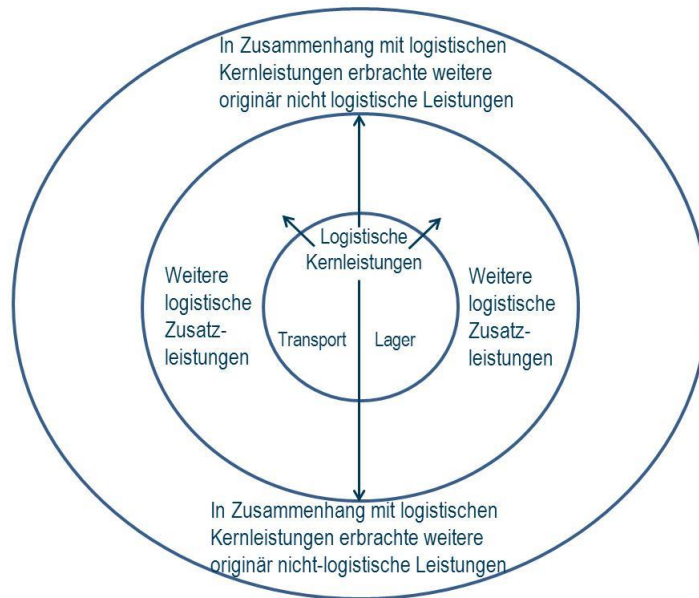 In Zusammenhang mit logistischen
Kernleistungen erbrachte weitere
originär nicht logistische Leistungen
Logistische
Kernleistungen
Weitere
logistische
Zusatz-
leistungen
Transport
Lager
Weitere
logistische
Zusatz-
leistungen
In Zusammenhang mit logistischen
Kernleistungen erbrachte weitere
originär nicht-logistische Leistungen